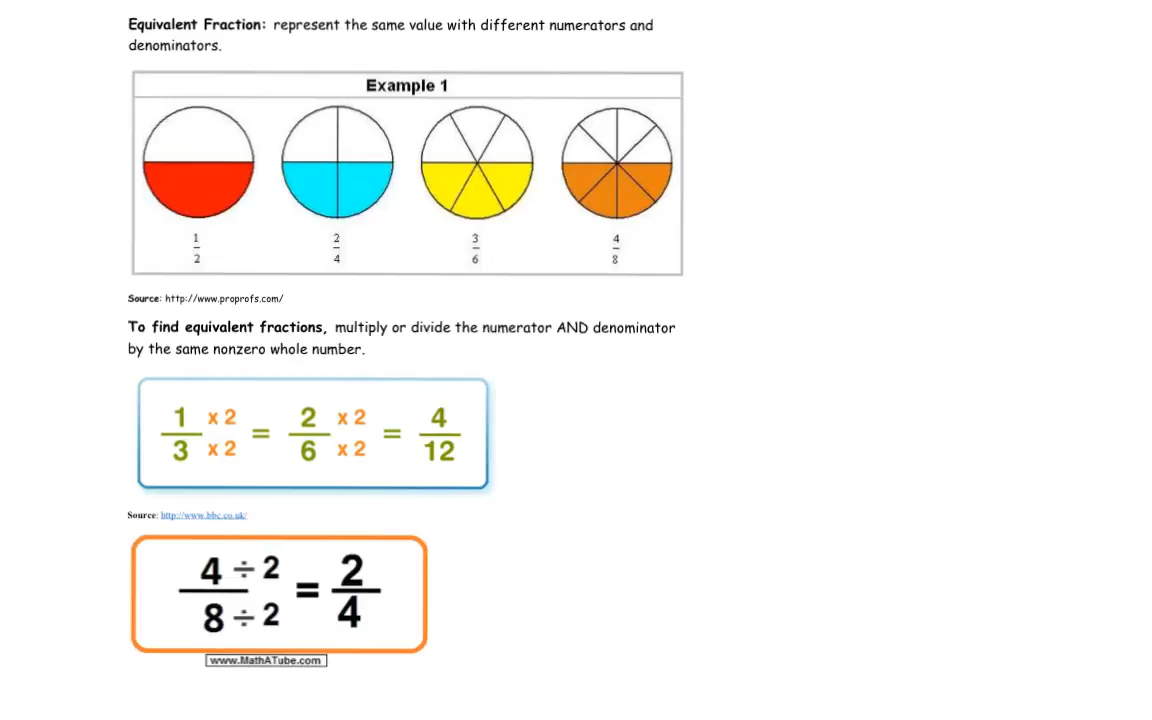 Equivalent Fraction: represent the same value with different numerators and
denominators.
Example 1
1/2 2/4 3/6 4/8
Source: http://www.proprofs.com/
To find equivalent fractions, multiply or divide the numerator AND denominator
by the same nonzero whole number.
1 x 2 2 x 2 4
= =
3 x 2 6 x 2 12
Source: http://www.bbc.co.uk/
4 ÷ 2 2
=
8 ÷ 2 4
www.MathATube.com